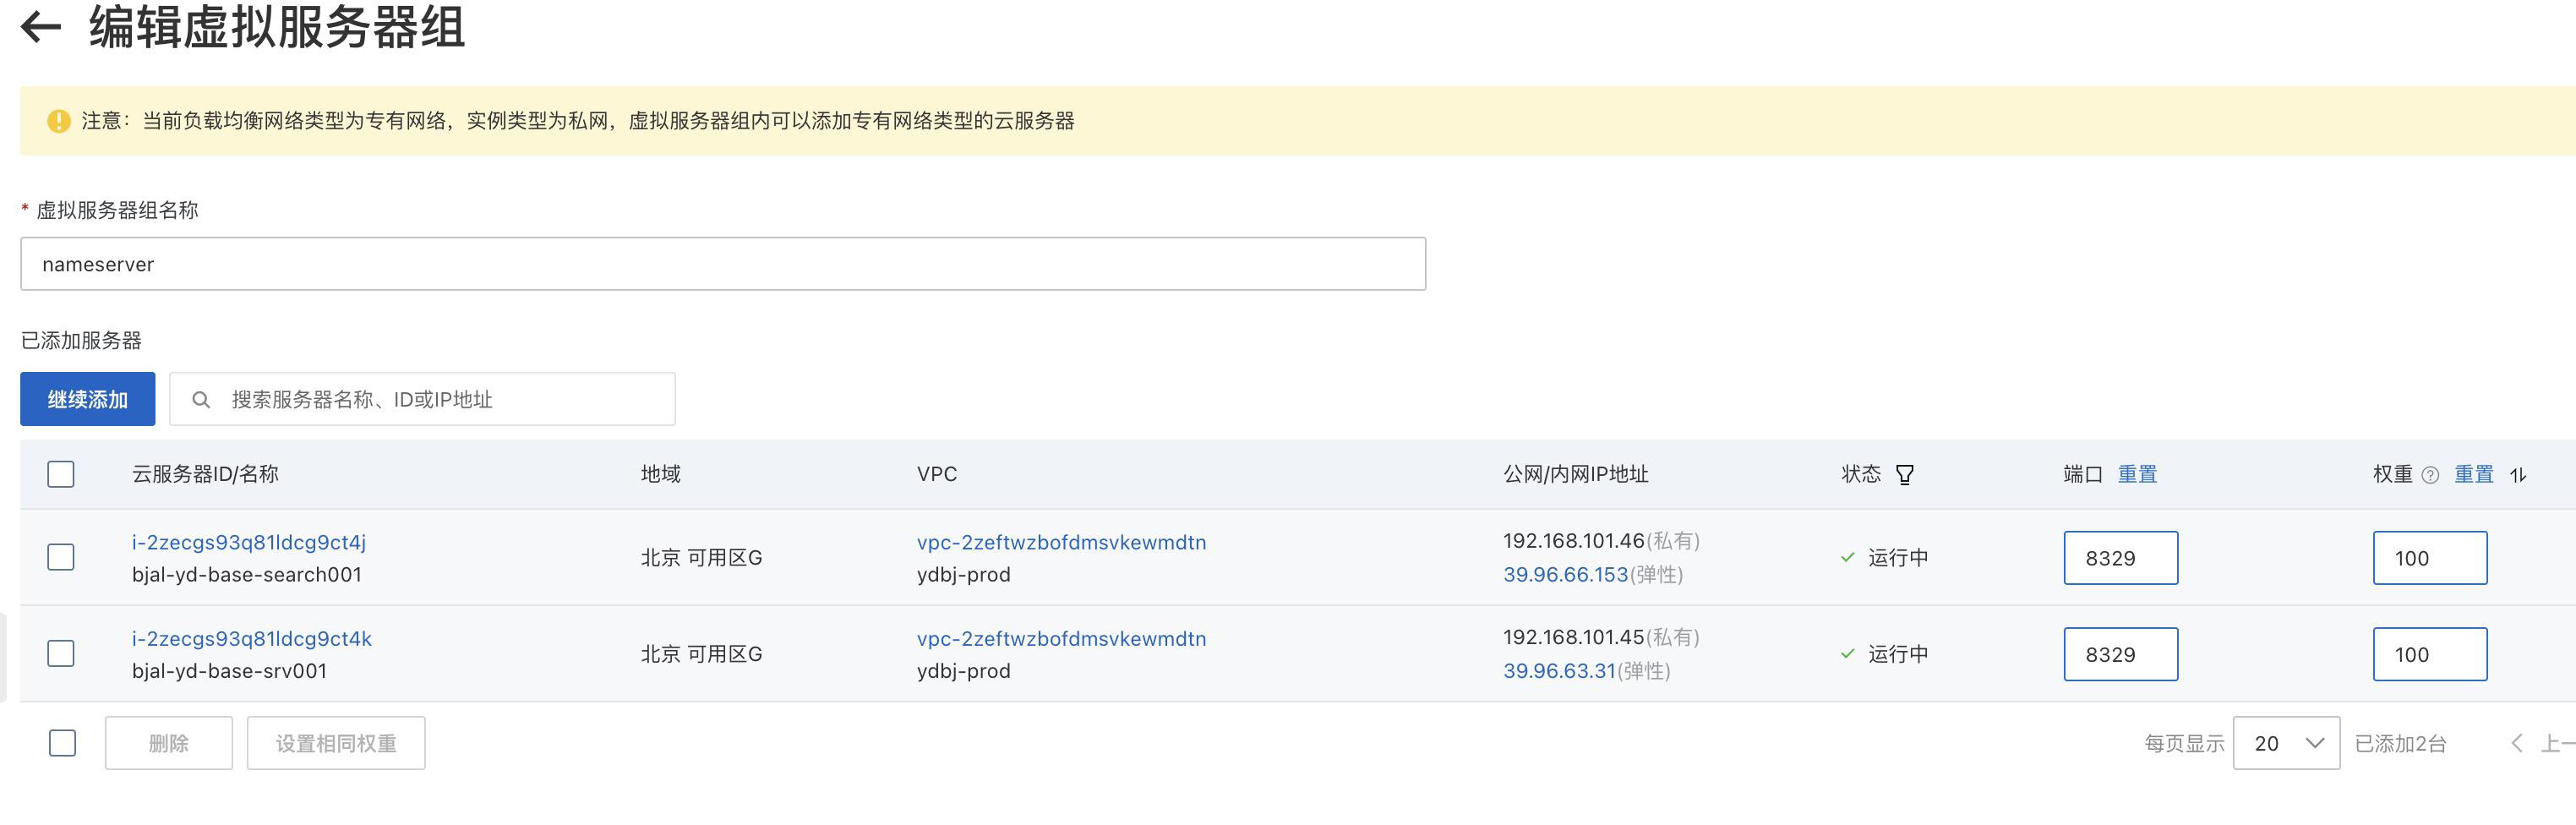 编辑虚拟服务器组
注意：当前负载均衡网络类型为专有网络，实例类型为私网，虚拟服务器组内可以添加专有网络类型的云服务器
* 虚拟服务器组名称
nameserver
已添加服务器
继续添加 搜索服务器名称、ID或IP地址
云服务器ID/名称 地域 VPC 公网/内网IP地址 状态 端口 重置 权重 ? 重置
i-2zecgs93q81ldcg9ct4j vpc-2zeftwzbofdmsvkewmdtn 192.168.101.46(私有)
北京 可用区G 运行中 8329 100
bjal-yd-base-search001 ydbj-prod 39.96.66.153(弹性)
i-2zecgs93q81ldcg9ct4k vpc-2zeftwzbofdmsvkewmdtn 192.168.101.45(私有)
北京 可用区G 运行中 8329 100
bjal-yd-base-srv001 ydbj-prod 39.96.63.31(弹性)
删除 设置相同权重 每页显示 20 已添加2台 上一